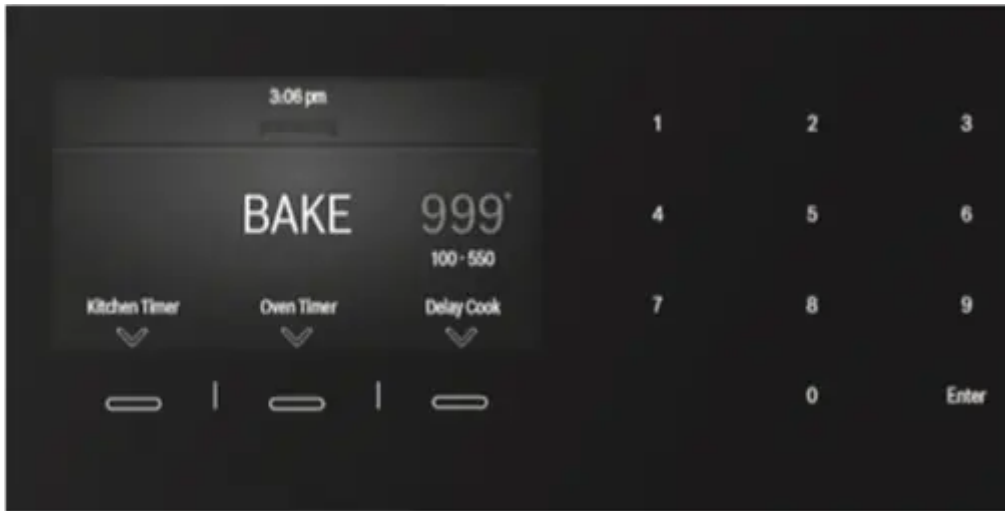 3:06 pm
BAKE 999°
100 - 550
Kitchen Timer Oven Timer Delay Cook
1 2 3
4 5 6
7 8 9
0 Enter